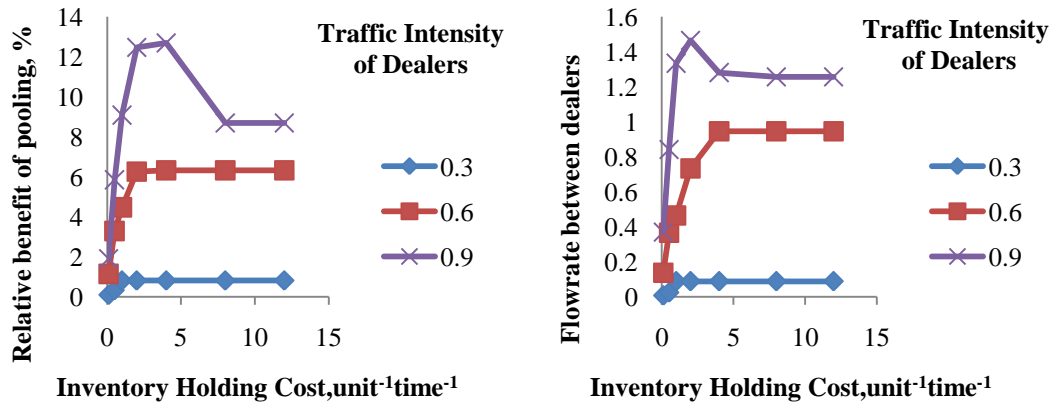 Relative benefit of pooling, %
14
12
10
8
6
4
2
0
0 5 10 15
Inventory Holding Cost,unit⁻¹time⁻¹
Traffic Intensity
of Dealers
0.3
0.6
0.9
Flowrate between dealers
1.6
1.4
1.2
1
0.8
0.6
0.4
0.2
0
0 5 10 15
Inventory Holding Cost,unit⁻¹time⁻¹
Traffic Intensity
of Dealers
0.3
0.6
0.9